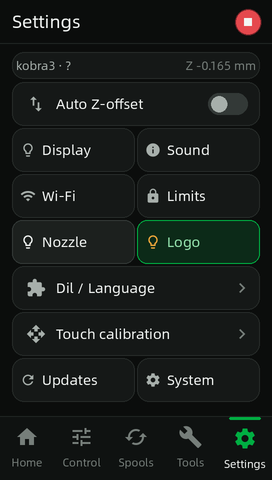 Settings
kobra3 · ?
Z -0.165 mm
Auto Z-offset
Display
Sound
Wi-Fi
Limits
Nozzle
Logo
Dil / Language
Touch calibration
Updates
System
Home
Control
Spools
Tools
Settings